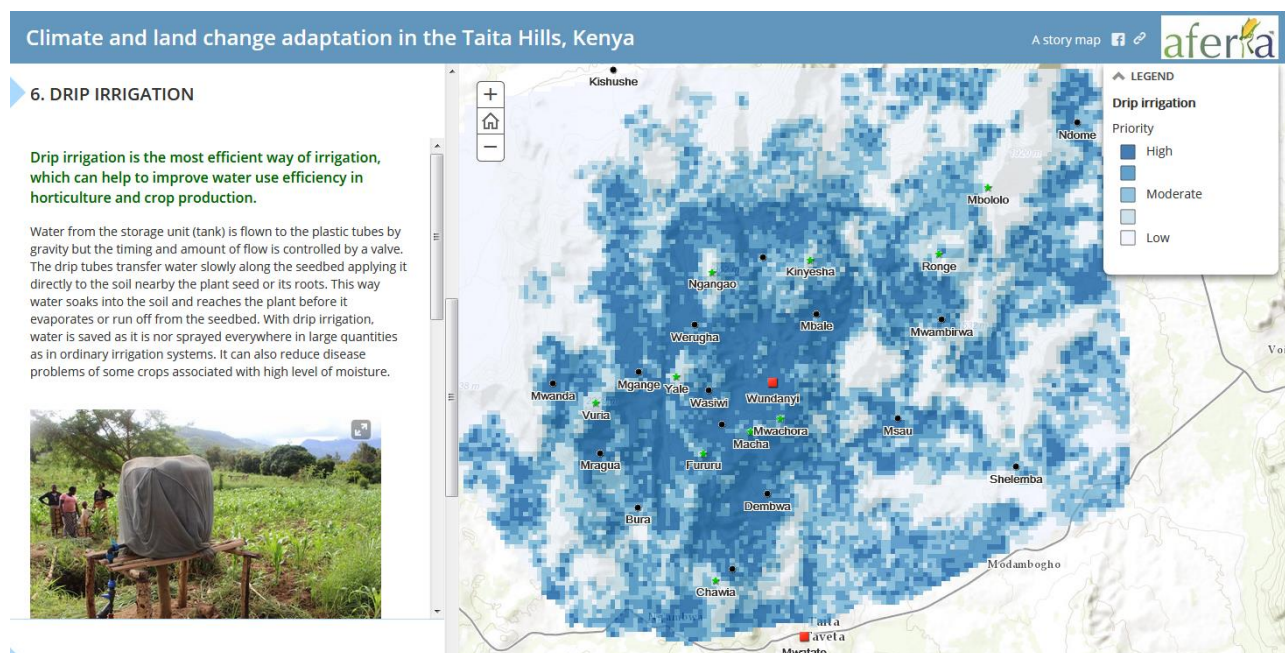 Climate and land change adaptation in the Taita Hills, Kenya
A story map
aferia
6. DRIP IRRIGATION
Drip irrigation is the most efficient way of irrigation,
which can help to improve water use efficiency in
horticulture and crop production.
Water from the storage unit (tank) is flown to the plastic tubes by
gravity but the timing and amount of flow is controlled by a valve.
The drip tubes transfer water slowly along the seedbed applying it
directly to the soil nearby the plant seed or its roots. This way
water soaks into the soil and reaches the plant before it
evaporates or run off from the seedbed. With drip irrigation,
water is saved as it is nor sprayed everywhere in large quantities
as in ordinary irrigation systems. It can also reduce disease
problems of some crops associated with high level of moisture.
+
−
LEGEND
Drip irrigation
Priority
High
Moderate
Low
Kishushe
Ndome
Mbololo
Kinyesha
Ronge
Ngangao
Werugha
Mbale
Mwambirwa
Mgange
Yale
Mwanda
Wasiwi
Wundanyi
Vuria
Mwachora
Macha
Msau
Mragua
Fururu
Shelemba
Dembwa
Bura
Modambogho
Chawia
Taita
Taveta
Mwatate